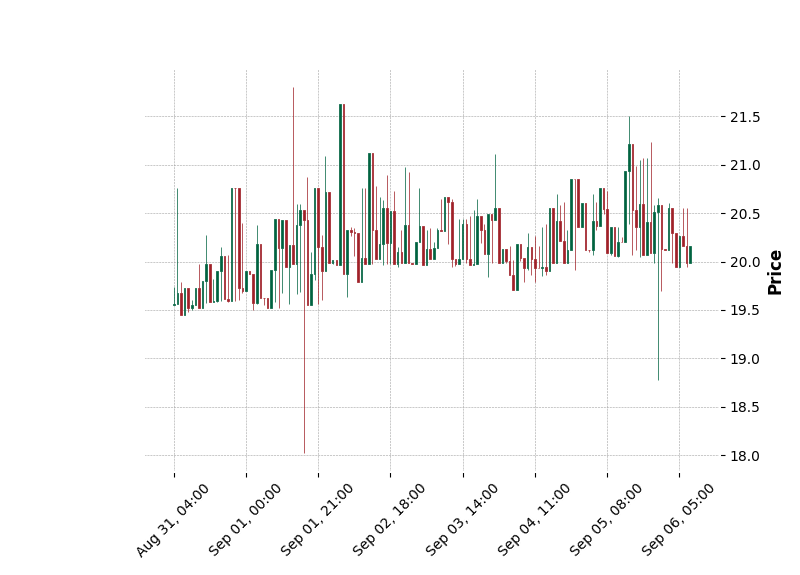 21.5
21.0
20.5
20.0
19.5
19.0
18.5
18.0
Price
Aug 31, 04:00
Sep 01, 00:00
Sep 01, 21:00
Sep 02, 18:00
Sep 03, 14:00
Sep 04, 11:00
Sep 05, 08:00
Sep 06, 05:00